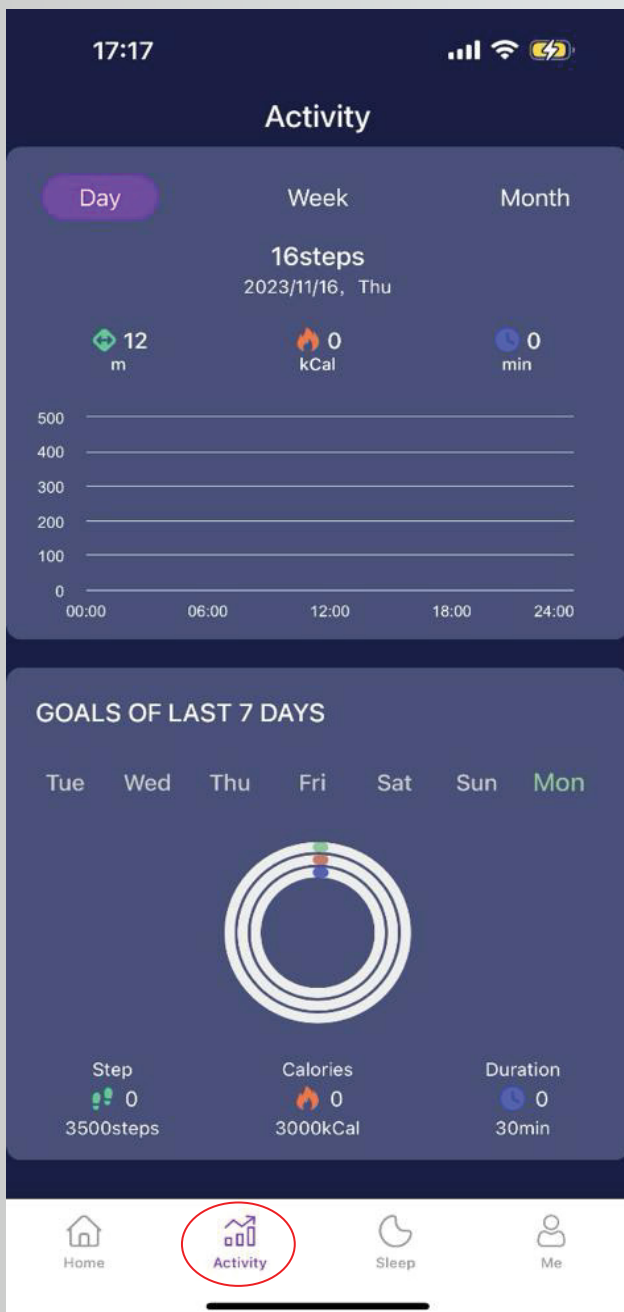 17:17
Activity
Day Week Month
16steps
2023/11/16, Thu
12 0 0
m kCal min
500
400
300
200
100
0
00:00 06:00 12:00 18:00 24:00
GOALS OF LAST 7 DAYS
Tue Wed Thu Fri Sat Sun Mon
Step Calories Duration
0 0 0
3500steps 3000kCal 30min
Home Activity Sleep Me